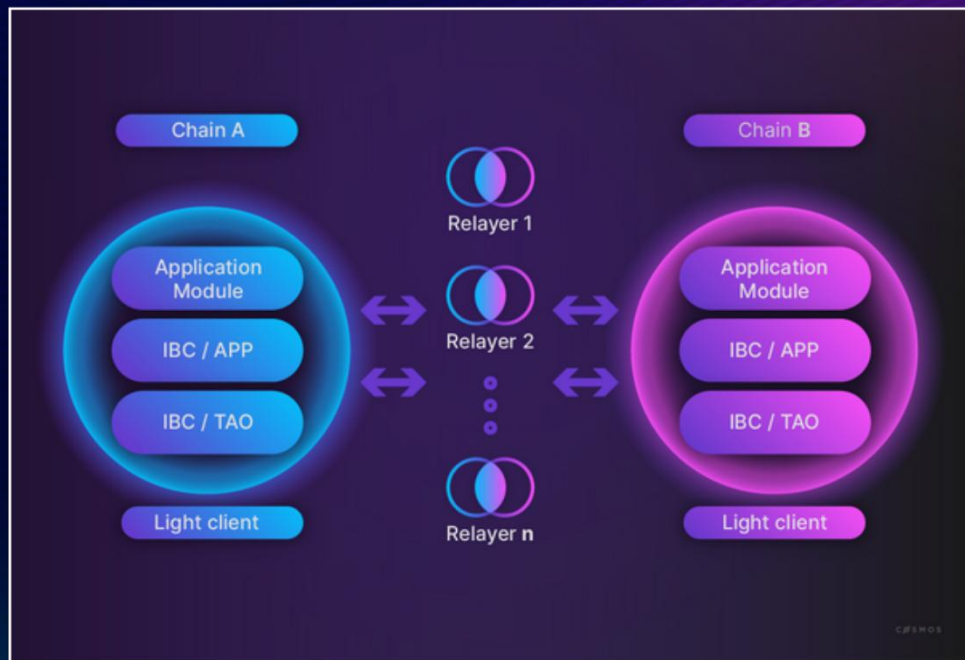 Chain A
Application
Module
IBC / APP
IBC / TAO
Light client
Relayer 1
Relayer 2
Relayer n
Chain B
Application
Module
IBC / APP
IBC / TAO
Light client
COSMOS